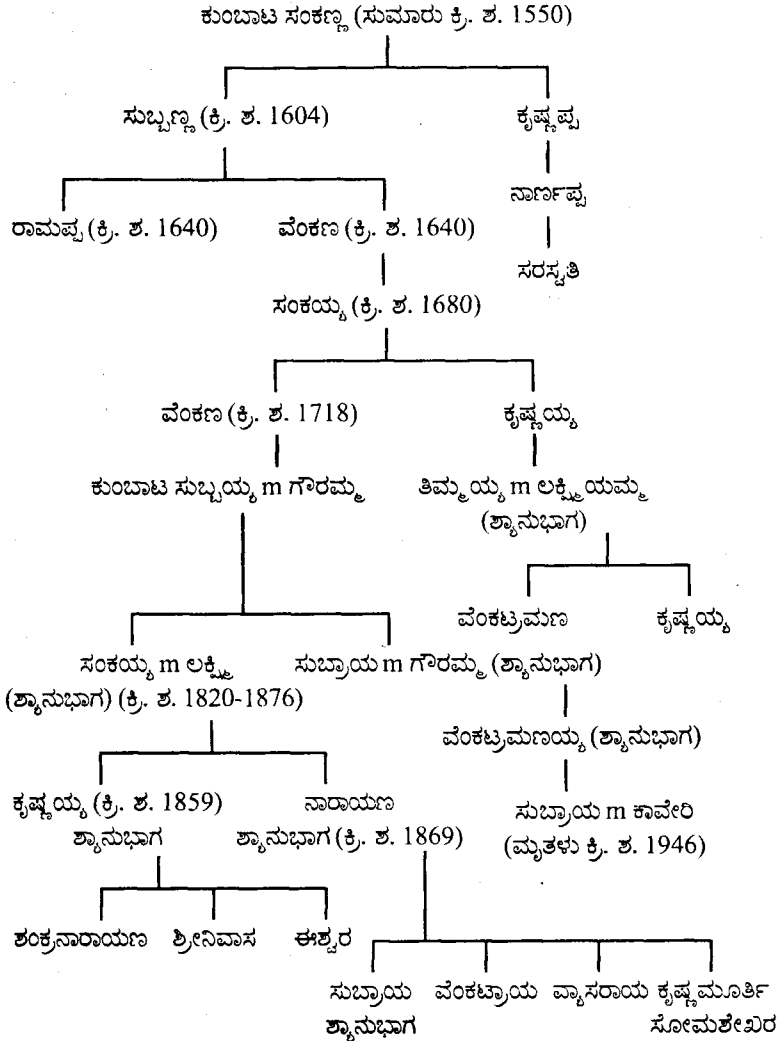 ಕುಂಬಾಟ ಸಂಕಣ್ಣ (ಸುಮಾರು ಕ್ರಿ. ಶ. 1550)
ಸುಬ್ಬಣ್ಣ (ಕ್ರಿ. ಶ. 1604) ಕೃಷ್ಣಪ್ಪ
ನಾರ್ಣಪ್ಪ
ರಾಮಪ್ಪ (ಕ್ರಿ. ಶ. 1640) ವೆಂಕಣ (ಕ್ರಿ. ಶ. 1640)
ಸರಸ್ವತಿ
ಸಂಕಯ್ಯ (ಕ್ರಿ. ಶ. 1680)
ವೆಂಕಣ (ಕ್ರಿ. ಶ. 1718) ಕೃಷ್ಣಯ್ಯ
ಕುಂಬಾಟ ಸುಬ್ಬಯ್ಯ m ಗೌರಮ್ಮ ತಿಮ್ಮಯ್ಯ m ಲಕ್ಷ್ಮಿಯಮ್ಮ
(ಶ್ಯಾನುಭಾಗ)
ವೆಂಕಟ್ರಮಣ ಕೃಷ್ಣಯ್ಯ
ಸಂಕಯ್ಯ m ಲಕ್ಷ್ಮಿ ಸುಬ್ರಾಯ m ಗೌರಮ್ಮ (ಶ್ಯಾನುಭಾಗ)
(ಶ್ಯಾನುಭಾಗ) (ಕ್ರಿ. ಶ. 1820-1876)
ವೆಂಕಟ್ರಮಣಯ್ಯ (ಶ್ಯಾನುಭಾಗ)
ಕೃಷ್ಣಯ್ಯ (ಕ್ರಿ. ಶ. 1859) ನಾರಾಯಣ ಸುಬ್ರಾಯ m ಕಾವೇರಿ
ಶ್ಯಾನುಭಾಗ ಶ್ಯಾನುಭಾಗ (ಕ್ರಿ. ಶ. 1869) (ಮೃತಳು ಕ್ರಿ. ಶ. 1946)
ಶಂಕ್ರನಾರಾಯಣ ಶ್ರೀನಿವಾಸ ಈಶ್ವರ
ಸುಬ್ರಾಯ ವೆಂಕಟ್ರಾಯ ವ್ಯಾಸರಾಯ ಕೃಷ್ಣಮೂರ್ತಿ
ಶ್ಯಾನುಭಾಗ ಸೋಮಶೇಖರ